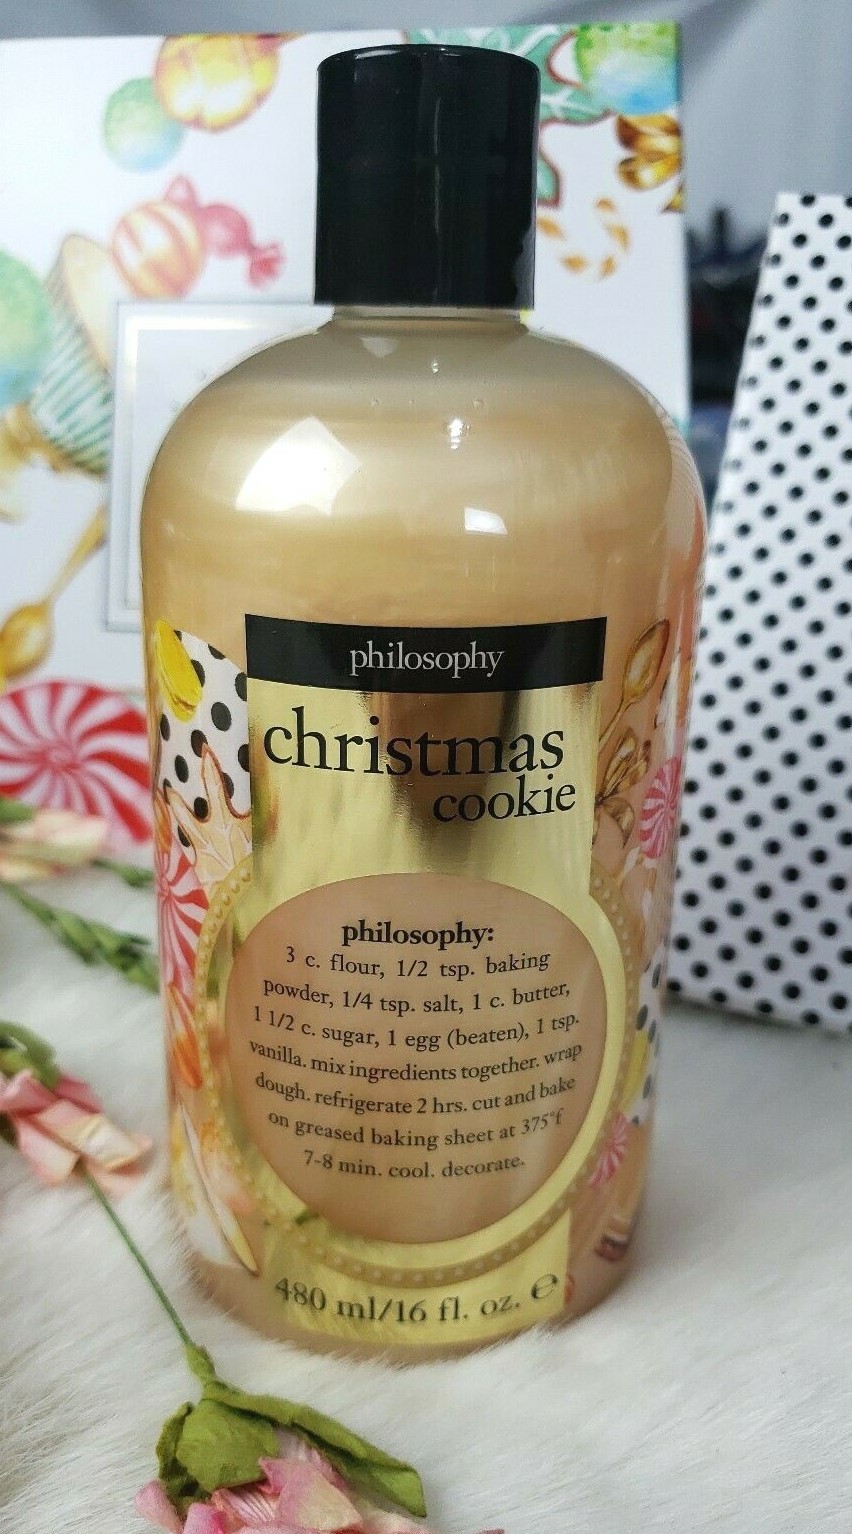 philosophy
christmas
cookie
philosophy:
3 c. flour, 1/2 tsp. baking
powder, 1/4 tsp. salt, 1 c. butter,
1 1/2 c. sugar, 1 egg (beaten), 1 tsp.
vanilla. mix ingredients together. wrap
dough. refrigerate 2 hrs. cut and bake
on greased baking sheet at 375°f
7-8 min. cool. decorate.
480 ml/16 fl. oz. ℮